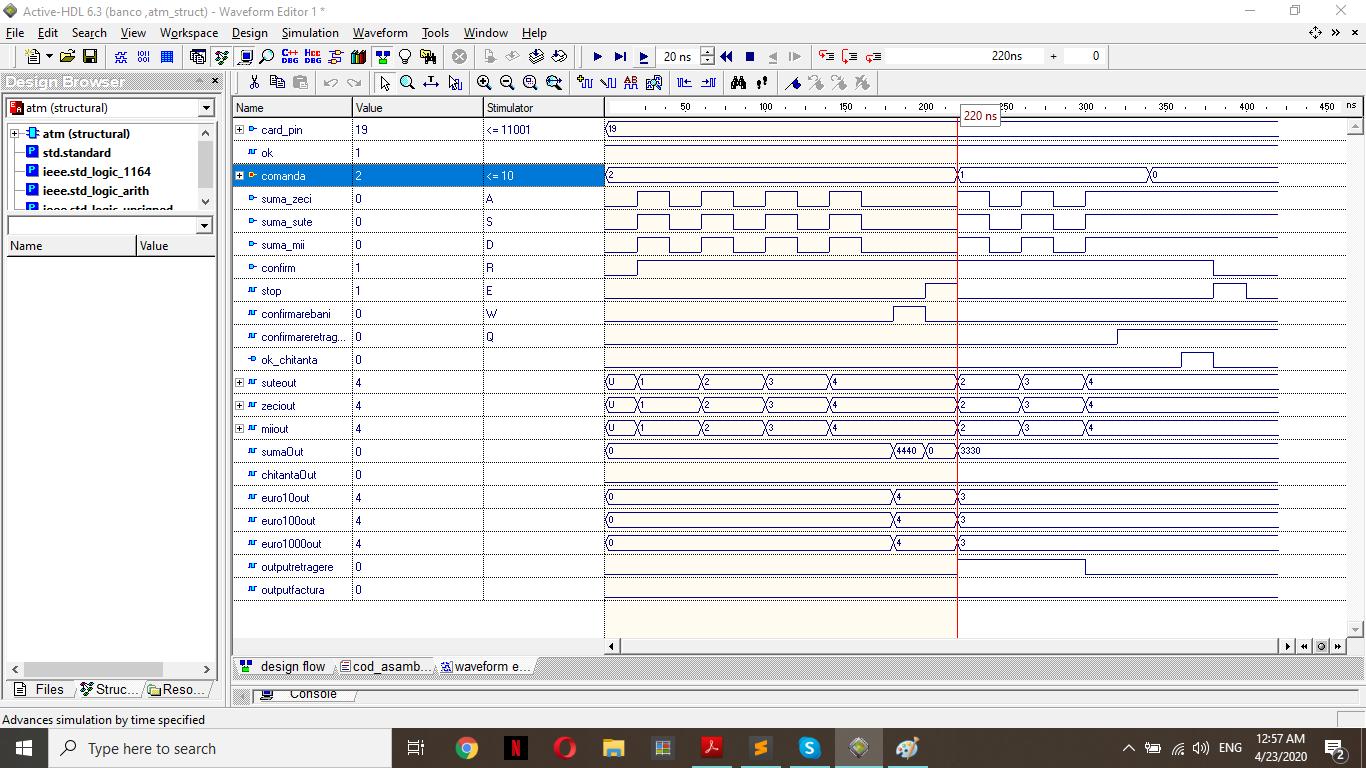 Active-HDL 6.3 (banco ,atm_struct) - Waveform Editor 1 *
File Edit Search View Workspace Design Simulation Waveform Tools Window Help
C++ DBG HDC DBG 20 ns 220ns + 0
Design Browser
atm (structural)
atm (structural)
std.standard
ieee.std_logic_1164
ieee.std_logic_arith
ieee.std_logic_unsigned
Name Value
Files Struc... Reso...
Name Value Stimulator 50 100 150 200 250 300 350 400 450 ns
220 ns
card_pin 19 <= 11001 19
ok 1
comanda 2 <= 10 2 1 0
suma_zeci 0 A
suma_sute 0 S
suma_mii 0 D
confirm 1 R
stop 1 E
confirmarebani 0 W
confirmareretrag... 0 Q
ok_chitanta 0
suteout 4 U 1 2 3 4 2 3 4
zeciout 4 U 1 2 3 4 2 3 4
miiout 4 U 1 2 3 4 2 3 4
sumaOut 0 0 4440 0 3330
chitantaOut 0
euro10out 4 0 4 3
euro100out 4 0 4 3
euro1000out 4 0 4 3
outputretragere 0
outputfactura 0
design flow cod_asamb... waveform e...
Console
Advances simulation by time specified
Type here to search
ENG 12:57 AM
4/23/2020 2